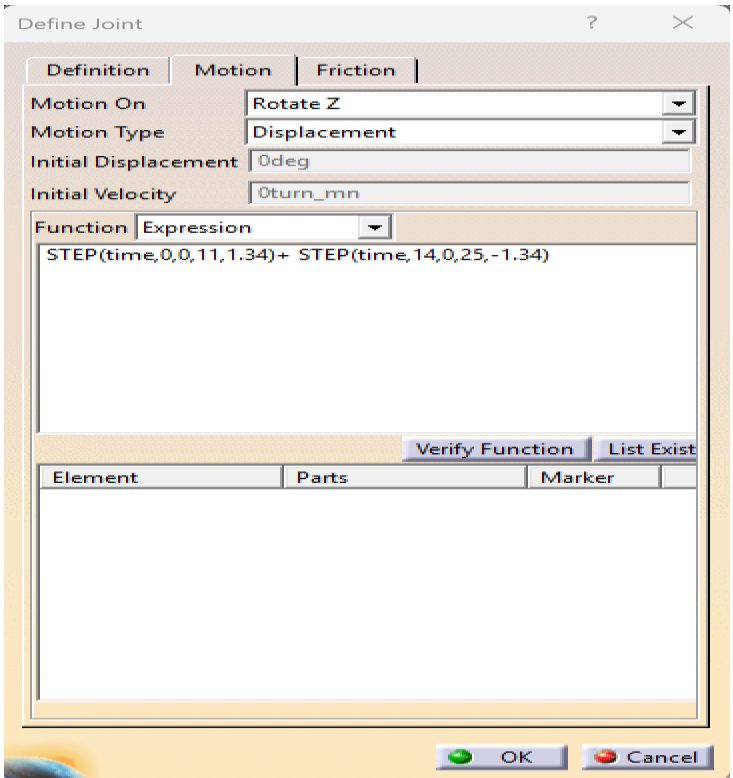 Define Joint ?
Definition Motion Friction
Motion On Rotate Z
Motion Type Displacement
Initial Displacement 0deg
Initial Velocity 0turn_mn
Function Expression
STEP(time,0,0,11,1.34)+ STEP(time,14,0,25,-1.34)
Verify Function List Exist
Element Parts Marker
OK Cancel